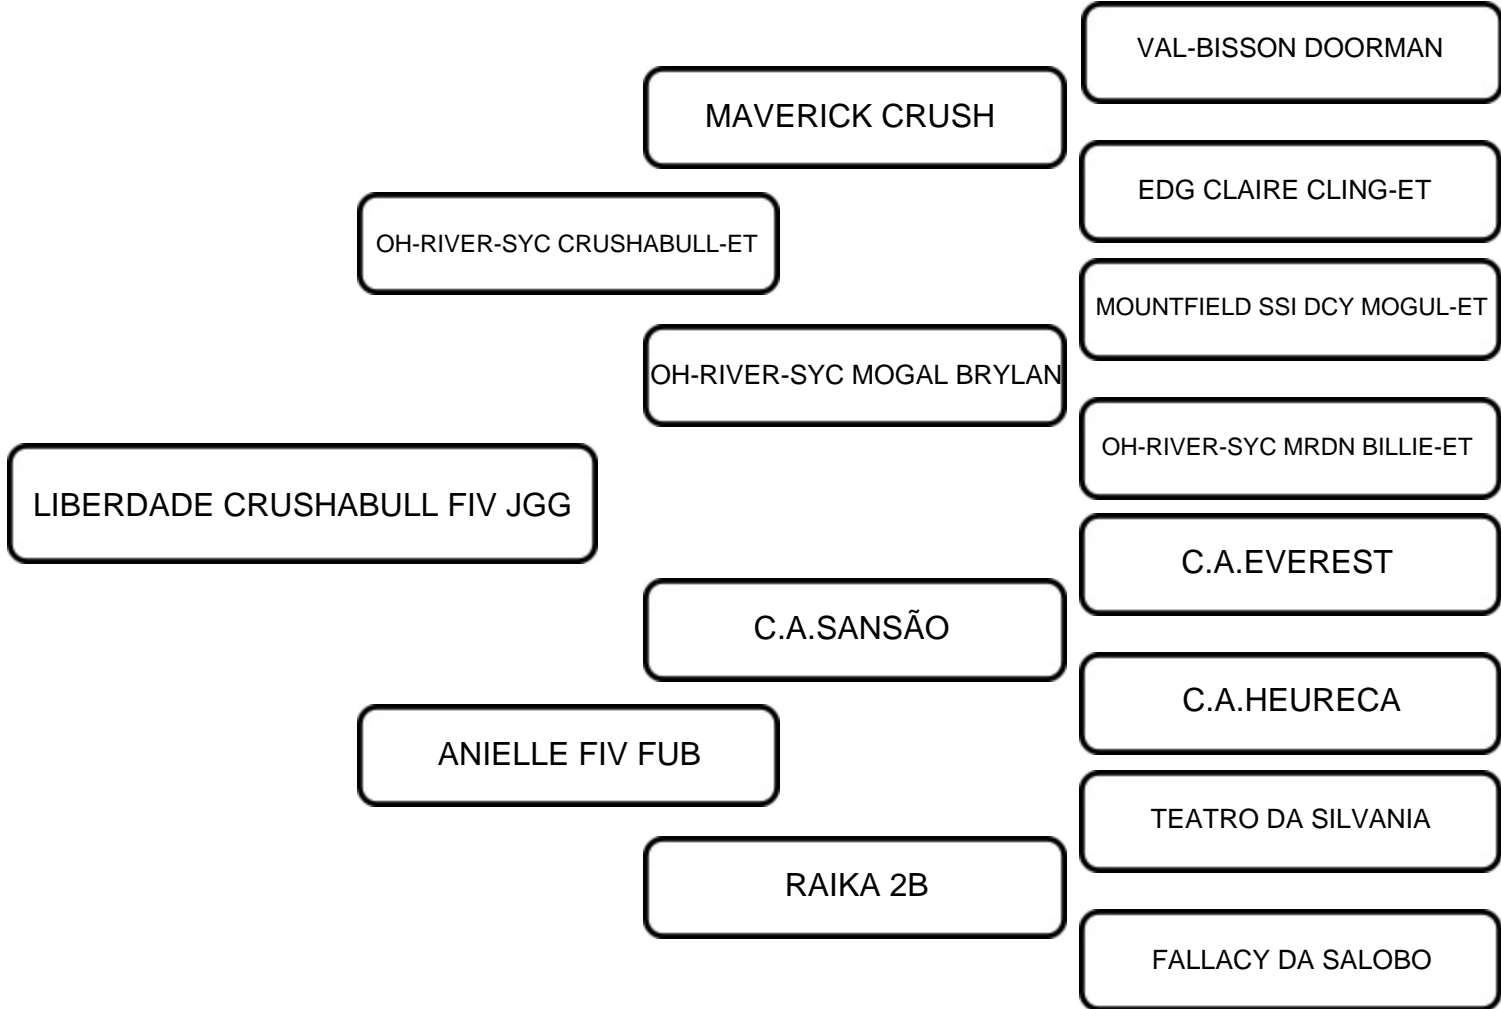 VAL-BISSON DOORMAN
MAVERICK CRUSH
EDG CLAIRE CLING-ET
OH-RIVER-SYC CRUSHABULL-ET
MOUNTFIELD SSI DCY MOGUL-ET
OH-RIVER-SYC MOGAL BRYLAN
OH-RIVER-SYC MRDN BILLIE-ET
LIBERDADE CRUSHABULL FIV JGG
C.A.EVEREST
C.A.SANSÃO
C.A.HEURECA
ANIELLE FIV FUB
TEATRO DA SILVANIA
RAIKA 2B
FALLACY DA SALOBO